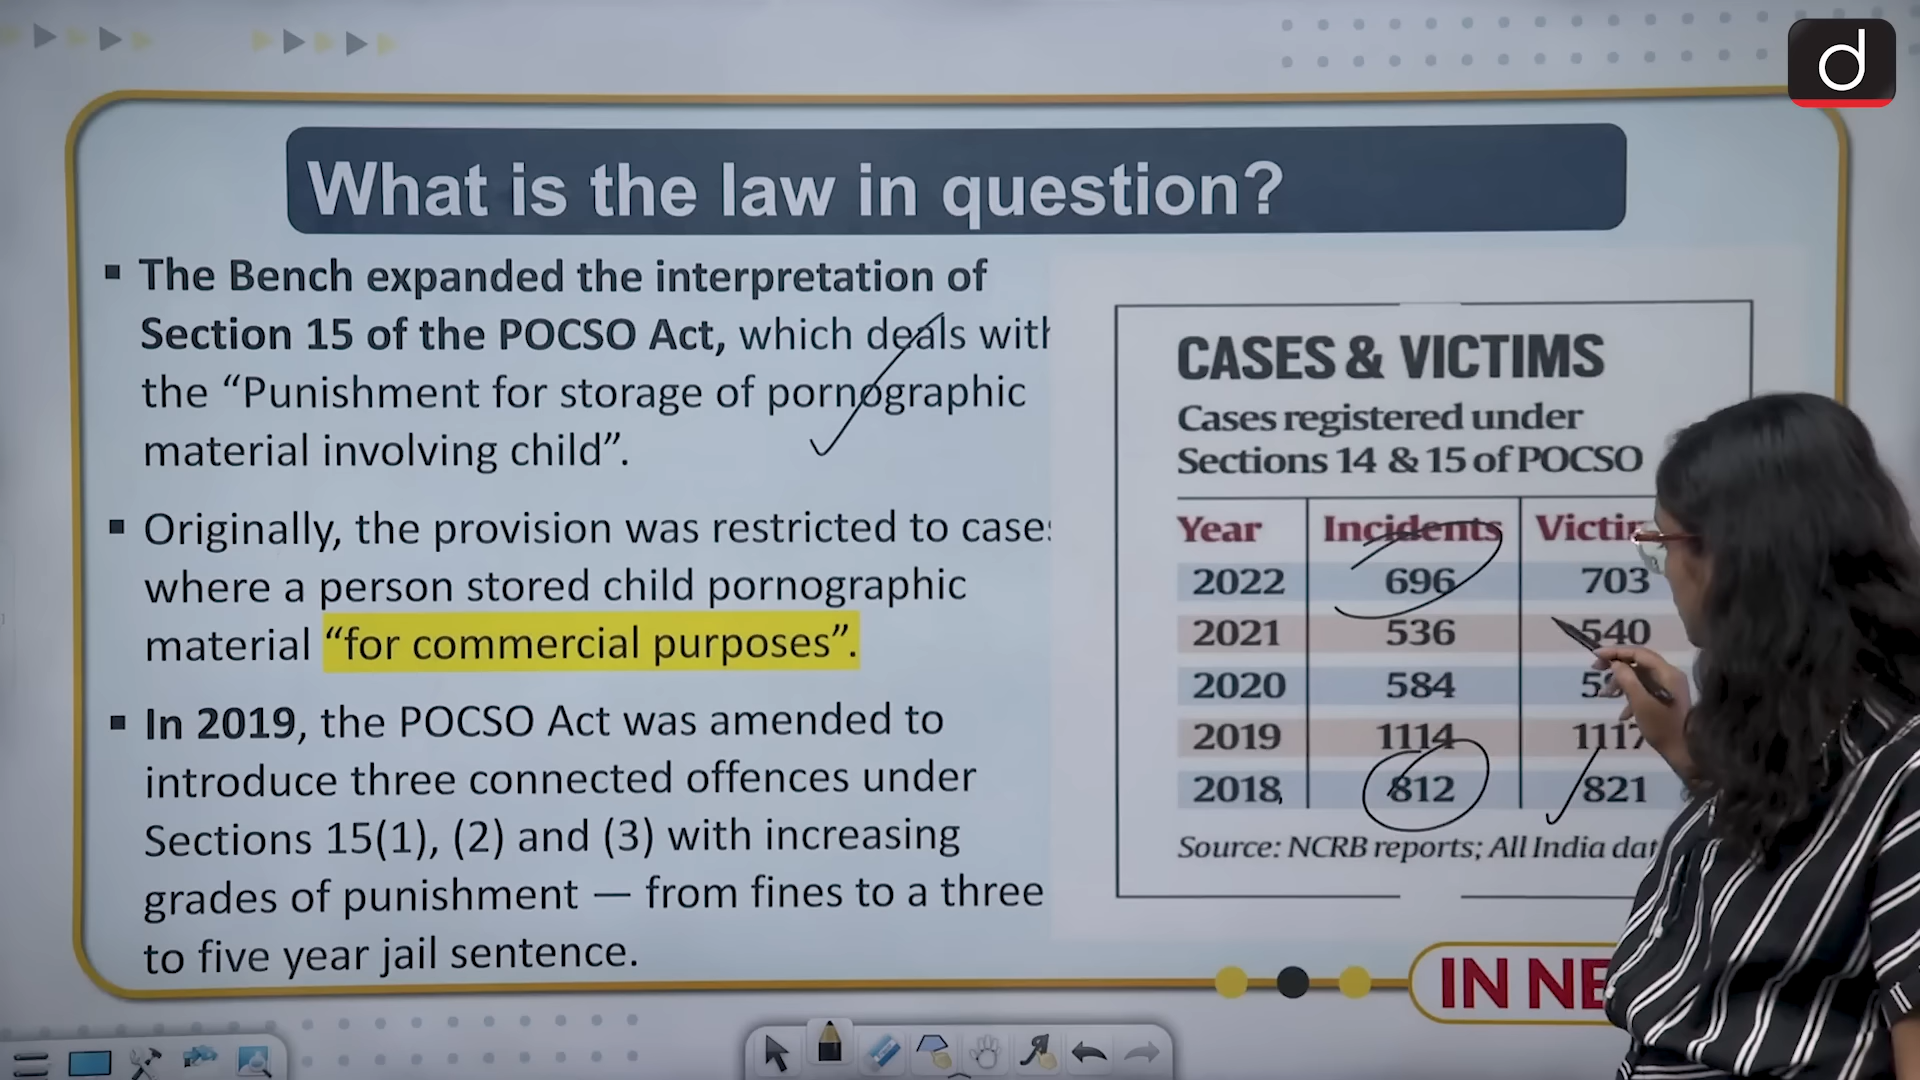 d
What is the law in question?
▪ The Bench expanded the interpretation of
Section 15 of the POCSO Act, which deals with
the “Punishment for storage of pornographic
material involving child”.
▪ Originally, the provision was restricted to cases
where a person stored child pornographic
material “for commercial purposes”.
▪ In 2019, the POCSO Act was amended to
introduce three connected offences under
Sections 15(1), (2) and (3) with increasing
grades of punishment — from fines to a three
to five year jail sentence.
CASES & VICTIMS
Cases registered under
Sections 14 & 15 of POCSO
Year Incidents
2022 696 703
2021 536 540
2020 584
2019 1114 1117
2018 812 821
Source: NCRB reports; All India
IN